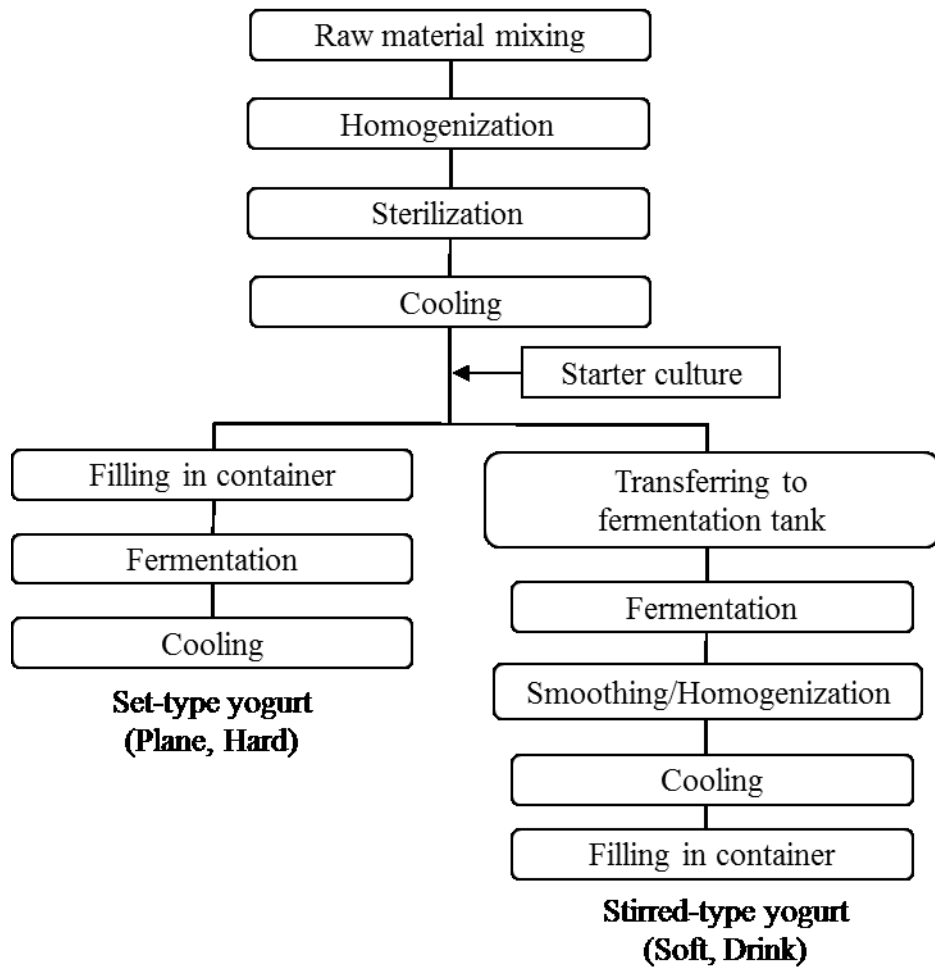 Raw material mixing
Homogenization
Sterilization
Cooling
Starter culture
Filling in container
Fermentation
Cooling
Set-type yogurt
(Plane, Hard)
Transferring to
fermentation tank
Fermentation
Smoothing/Homogenization
Cooling
Filling in container
Stirred-type yogurt
(Soft, Drink)